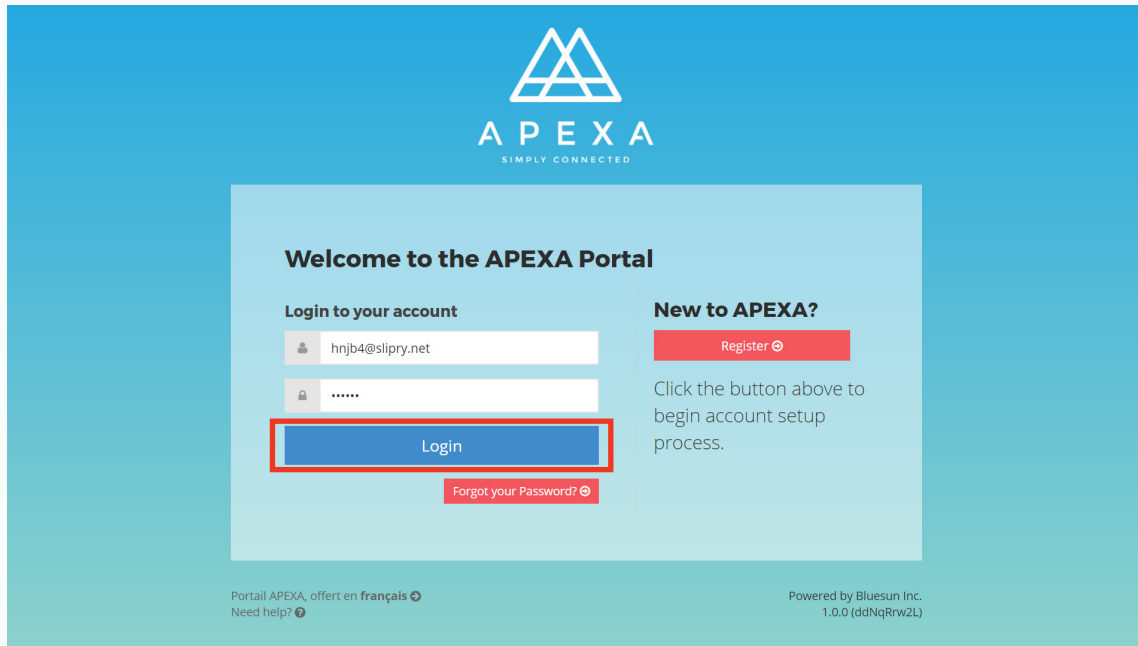 APEXA
SIMPLY CONNECTED
Welcome to the APEXA Portal
Login to your account
hnjb4@slipry.net
••••••
Login
Forgot your Password?
New to APEXA?
Register
Click the button above to
begin account setup
process.
Portail APEXA, offert en français
Need help?
Powered by Bluesun Inc.
1.0.0 (ddNqRrw2L)